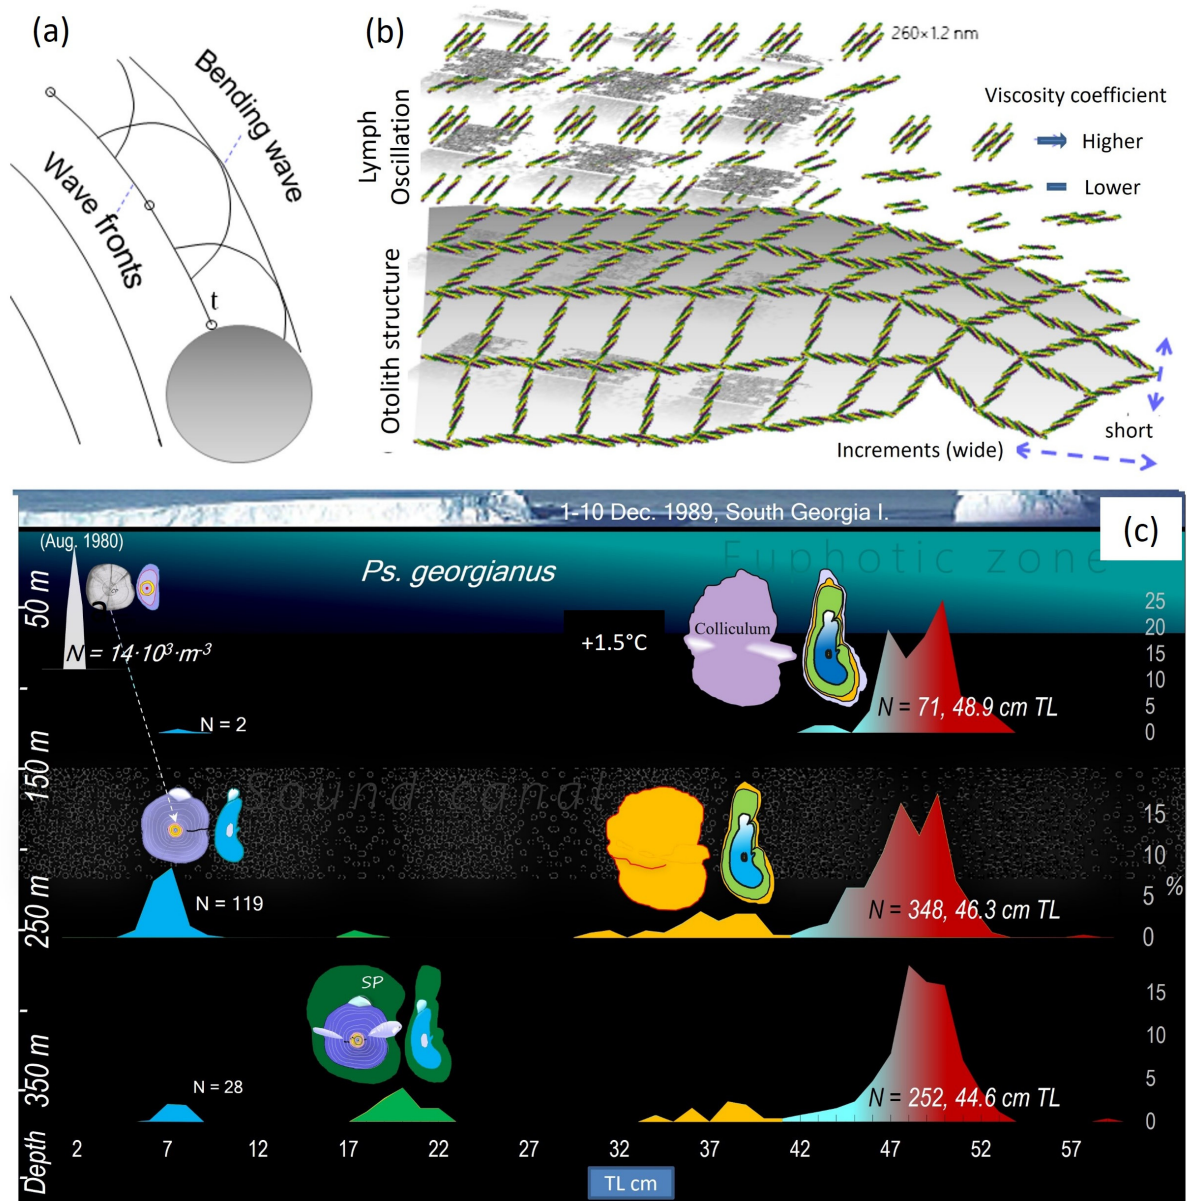 (a)
Bending wave
Wave fronts
t
(b)
260×1.2 nm
Lymph
Oscillation
Otolith structure
Viscosity coefficient
Higher
Lower
short
Increments (wide)
1-10 Dec. 1989, South Georgia I.
(c)
(Aug. 1980)
Ps. georgianus
Euphotic zone
50 m
N = 14·10³·m-³
+1.5°C
Colliculum
25
20
15
10
5
0
N = 71, 48.9 cm TL
N = 2
150 m
Sound canal
15
10
5
0
%
N = 119
N = 348, 46.3 cm TL
250 m
SP
15
10
5
0
350 m
N = 28
N = 252, 44.6 cm TL
Depth
2 7 12 17 22 27 32 37 42 47 52 57
TL cm